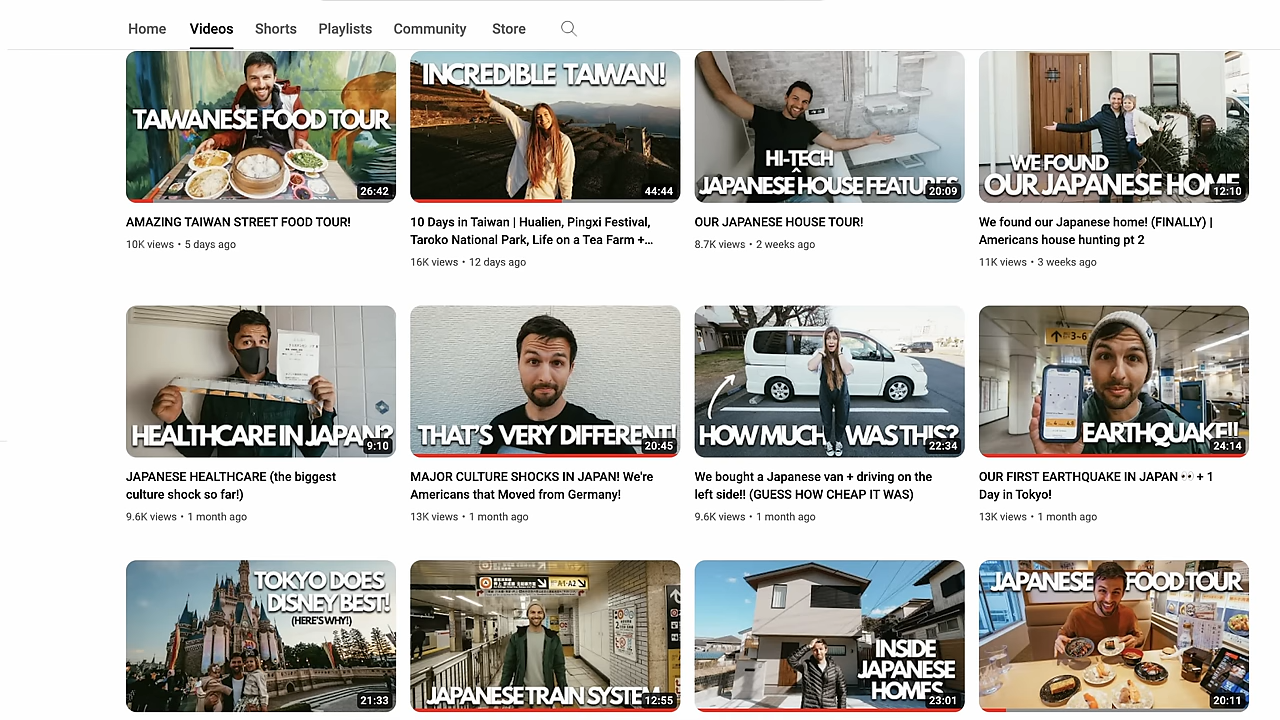 Home Videos Shorts Playlists Community Store
TAIWANESE FOOD TOUR
26:42
INCREDIBLE TAIWAN!
44:44
HI-TECH
^
JAPANESE HOUSE FEATURES
20:09
WE FOUND
OUR JAPANESE HOME
12:10
AMAZING TAIWAN STREET FOOD TOUR!
10K views • 5 days ago
10 Days in Taiwan | Hualien, Pingxi Festival,
Taroko National Park, Life on a Tea Farm +...
16K views • 12 days ago
OUR JAPANESE HOUSE TOUR!
8.7K views • 2 weeks ago
We found our Japanese home! (FINALLY) |
Americans house hunting pt 2
11K views • 3 weeks ago
HEALTHCARE IN JAPAN?
9:10
THAT'S VERY DIFFERENT!
20:45
HOW MUCH WAS THIS?
22:34
3~6
EARTHQUAKE!!
24:14
JAPANESE HEALTHCARE (the biggest
culture shock so far!)
9.6K views • 1 month ago
MAJOR CULTURE SHOCKS IN JAPAN! We're
Americans that Moved from Germany!
13K views • 1 month ago
We bought a Japanese van + driving on the
left side!! (GUESS HOW CHEAP IT WAS)
9.6K views • 1 month ago
OUR FIRST EARTHQUAKE IN JAPAN 👀 + 1
Day in Tokyo!
13K views • 1 month ago
TOKYO DOES
DISNEY BEST!
(HERE'S WHY!)
21:33
A1-A2
JAPANESE TRAIN SYSTEM
12:55
INSIDE
JAPANESE
HOMES
23:01
JAPANESE FOOD TOUR
20:11